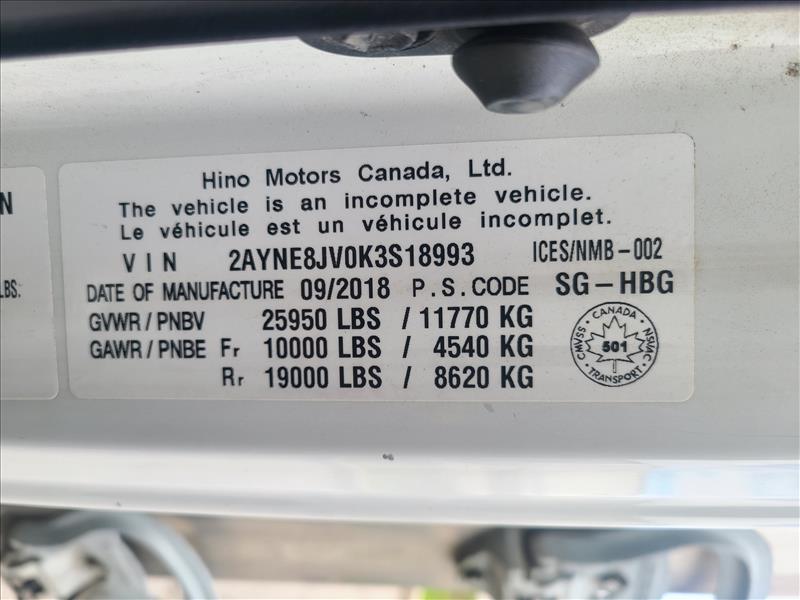 Hino Motors Canada, Ltd.
The vehicle is an incomplete vehicle.
Le véhicule est un véhicule incomplet.
VIN 2AYNE8JV0K3S18993 ICES/NMB-002
DATE OF MANUFACTURE 09/2018 P.S.CODE SG-HBG
GVWR/PNBV 25950 LBS / 11770 KG
GAWR/PNBE Fr 10000 LBS / 4540 KG
Rr 19000 LBS / 8620 KG
CANADA
CMVSS NSVAC
501
TRANSPORT
N
LBS.